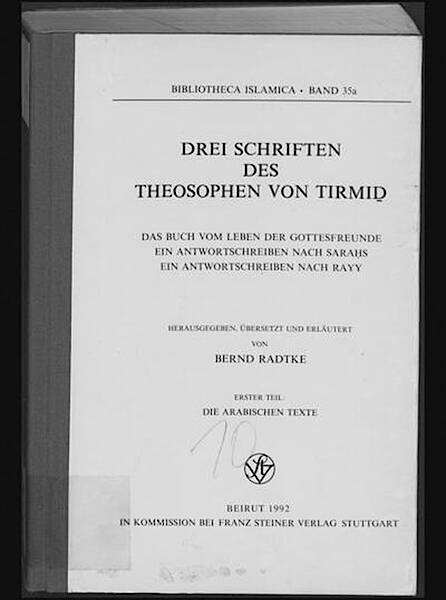 BIBLIOTHECA ISLAMICA • BAND 35a
DREI SCHRIFTEN
DES
THEOSOPHEN VON TIRMIḎ
DAS BUCH VOM LEBEN DER GOTTESFREUNDE
EIN ANTWORTSCHREIBEN NACH SARAḪS
EIN ANTWORTSCHREIBEN NACH RAYY
HERAUSGEGEBEN, ÜBERSETZT UND ERLÄUTERT
VON
BERND RADTKE
ERSTER TEIL:
DIE ARABISCHEN TEXTE
BEIRUT 1992
IN KOMMISSION BEI FRANZ STEINER VERLAG STUTTGART